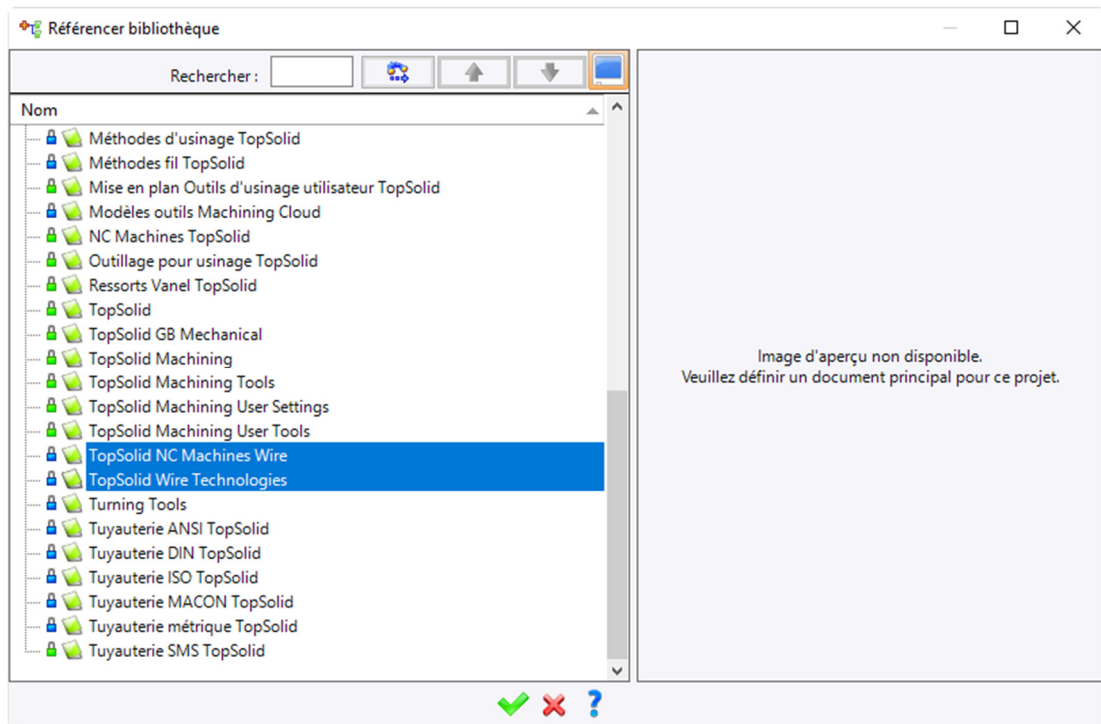 Référencer bibliothèque
Rechercher :
Nom
Méthodes d'usinage TopSolid
Méthodes fil TopSolid
Mise en plan Outils d'usinage utilisateur TopSolid
Modèles outils Machining Cloud
NC Machines TopSolid
Outillage pour usinage TopSolid
Ressorts Vanel TopSolid
TopSolid
TopSolid GB Mechanical
TopSolid Machining
TopSolid Machining Tools
TopSolid Machining User Settings
TopSolid Machining User Tools
TopSolid NC Machines Wire
TopSolid Wire Technologies
Turning Tools
Tuyauterie ANSI TopSolid
Tuyauterie DIN TopSolid
Tuyauterie ISO TopSolid
Tuyauterie MACON TopSolid
Tuyauterie métrique TopSolid
Tuyauterie SMS TopSolid
Image d'aperçu non disponible.
Veuillez définir un document principal pour ce projet.